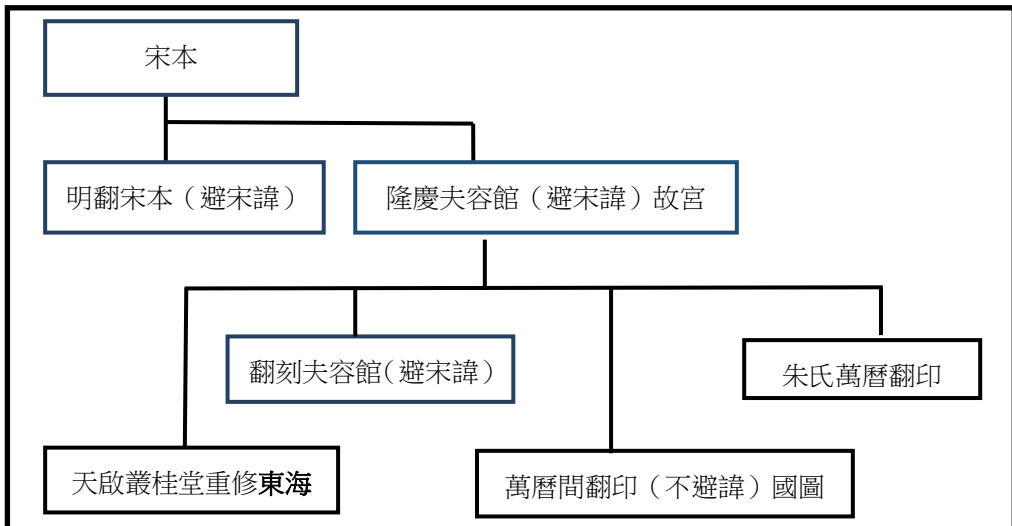 宋本
明翻宋本（避宋諱）
隆慶夫容館（避宋諱）故宮
翻刻夫容館（避宋諱）
朱氏萬曆翻印
天啟叢桂堂重修東海
萬曆間翻印（不避諱）國圖